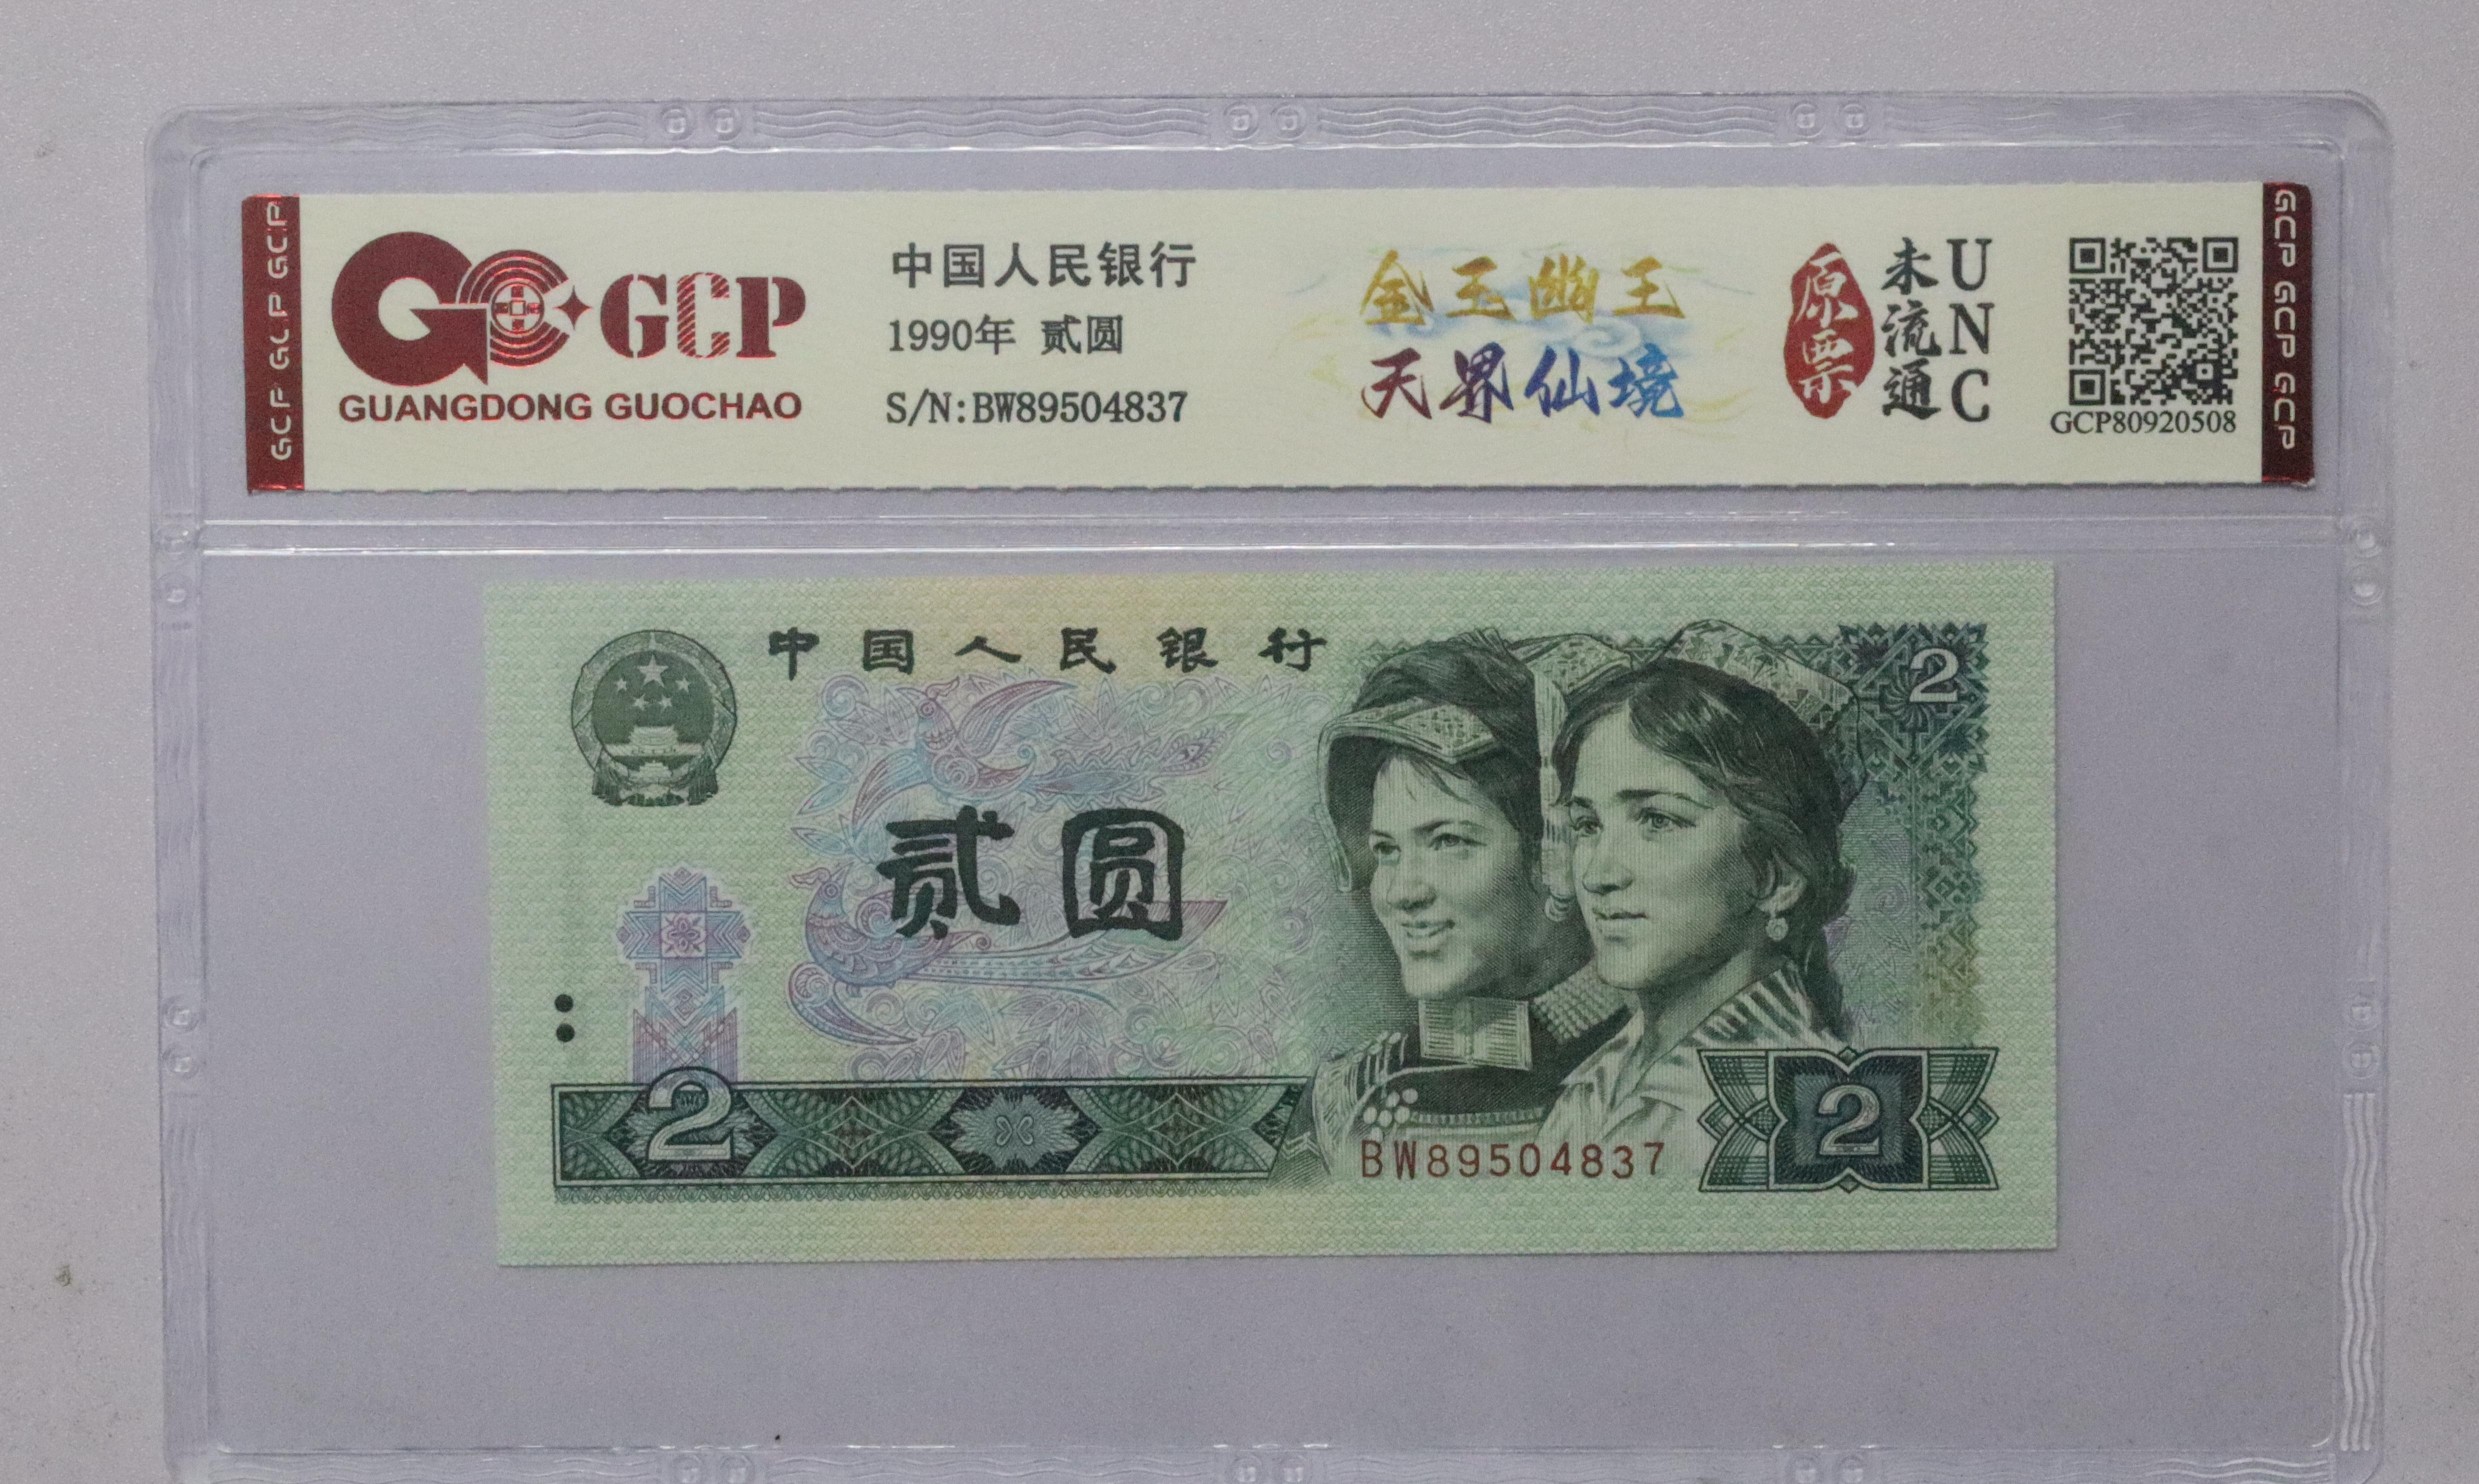 GCP GCP GCP
GCP
GUANGDONG GUOCHAO
中国人民银行
1990年 贰圆
S/N:BW89504837
金玉幽王
天界仙境
原票
未流通
UNC
GCP80920508
GCP GCP GCP
中国人民银行
2
贰圆
2
BW89504837
2